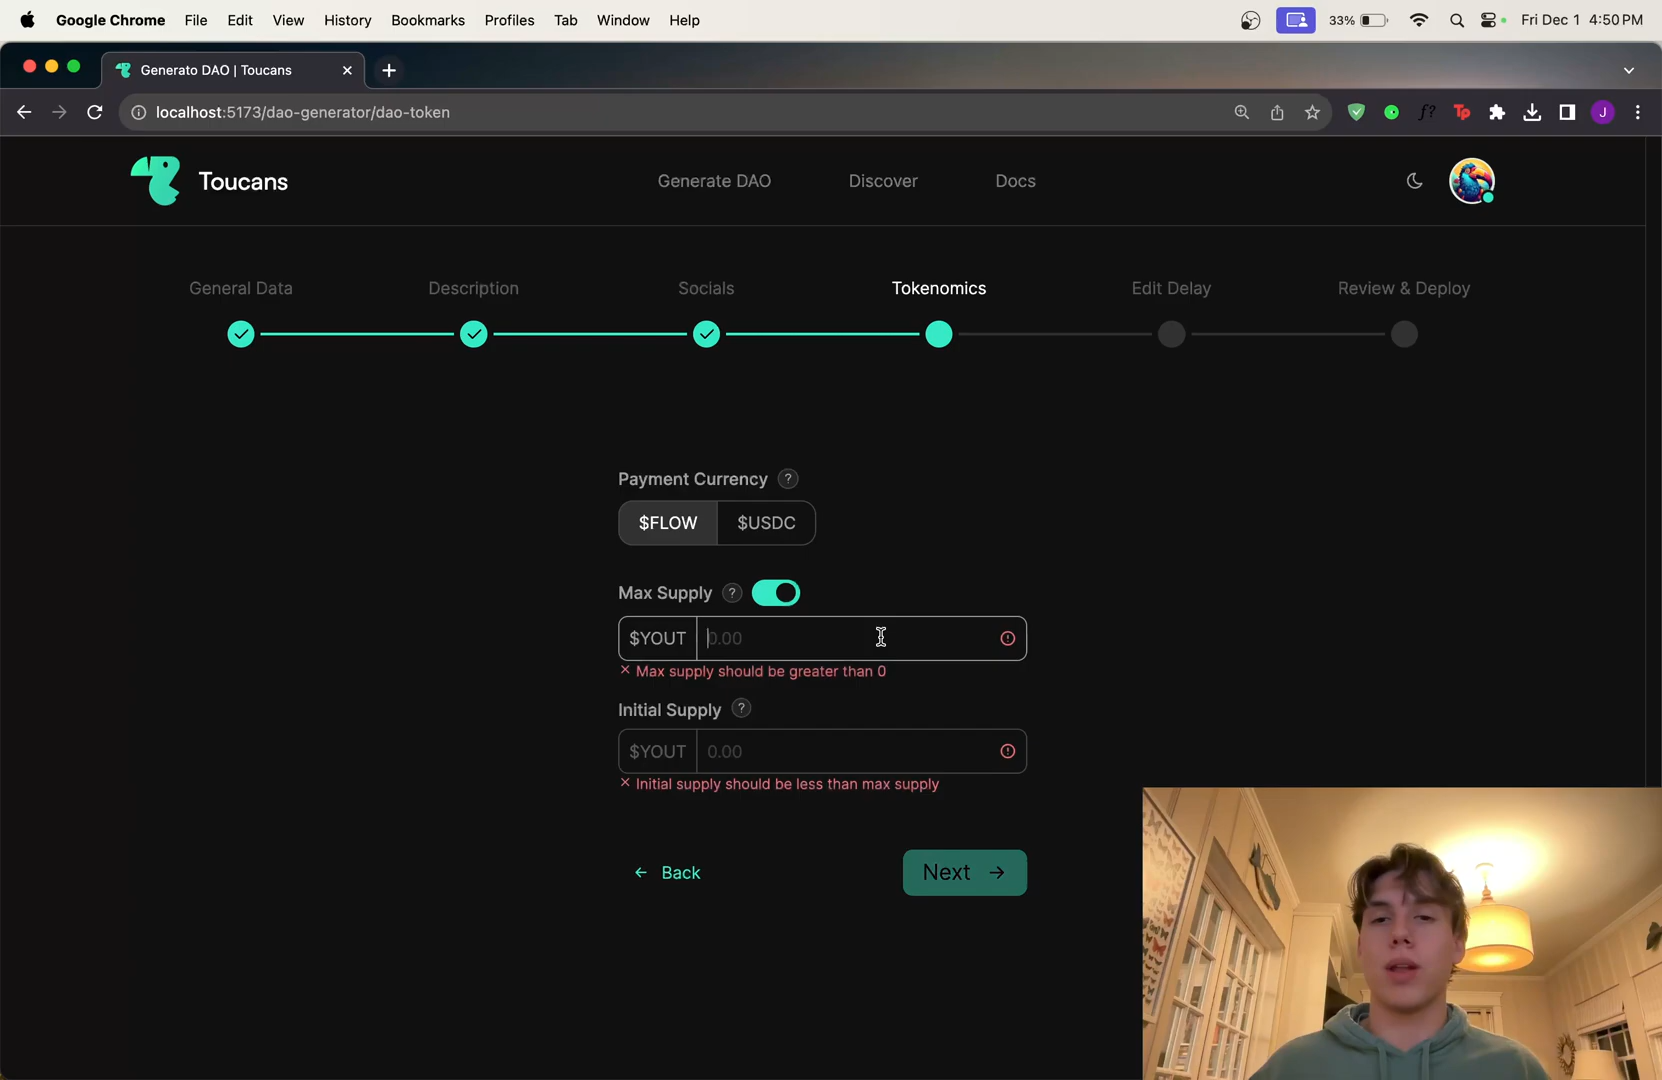 Google Chrome File Edit View History Bookmarks Profiles Tab Window Help 33% Fri Dec 1 4:50 PM
Generato DAO | Toucans
localhost:5173/dao-generator/dao-token f? Tp J
Toucans Generate DAO Discover Docs
General Data Description Socials Tokenomics Edit Delay Review & Deploy
Payment Currency ?
$FLOW $USDC
Max Supply ?
$YOUT 0.00
× Max supply should be greater than 0
Initial Supply ?
$YOUT 0.00
× Initial supply should be less than max supply
← Back Next →